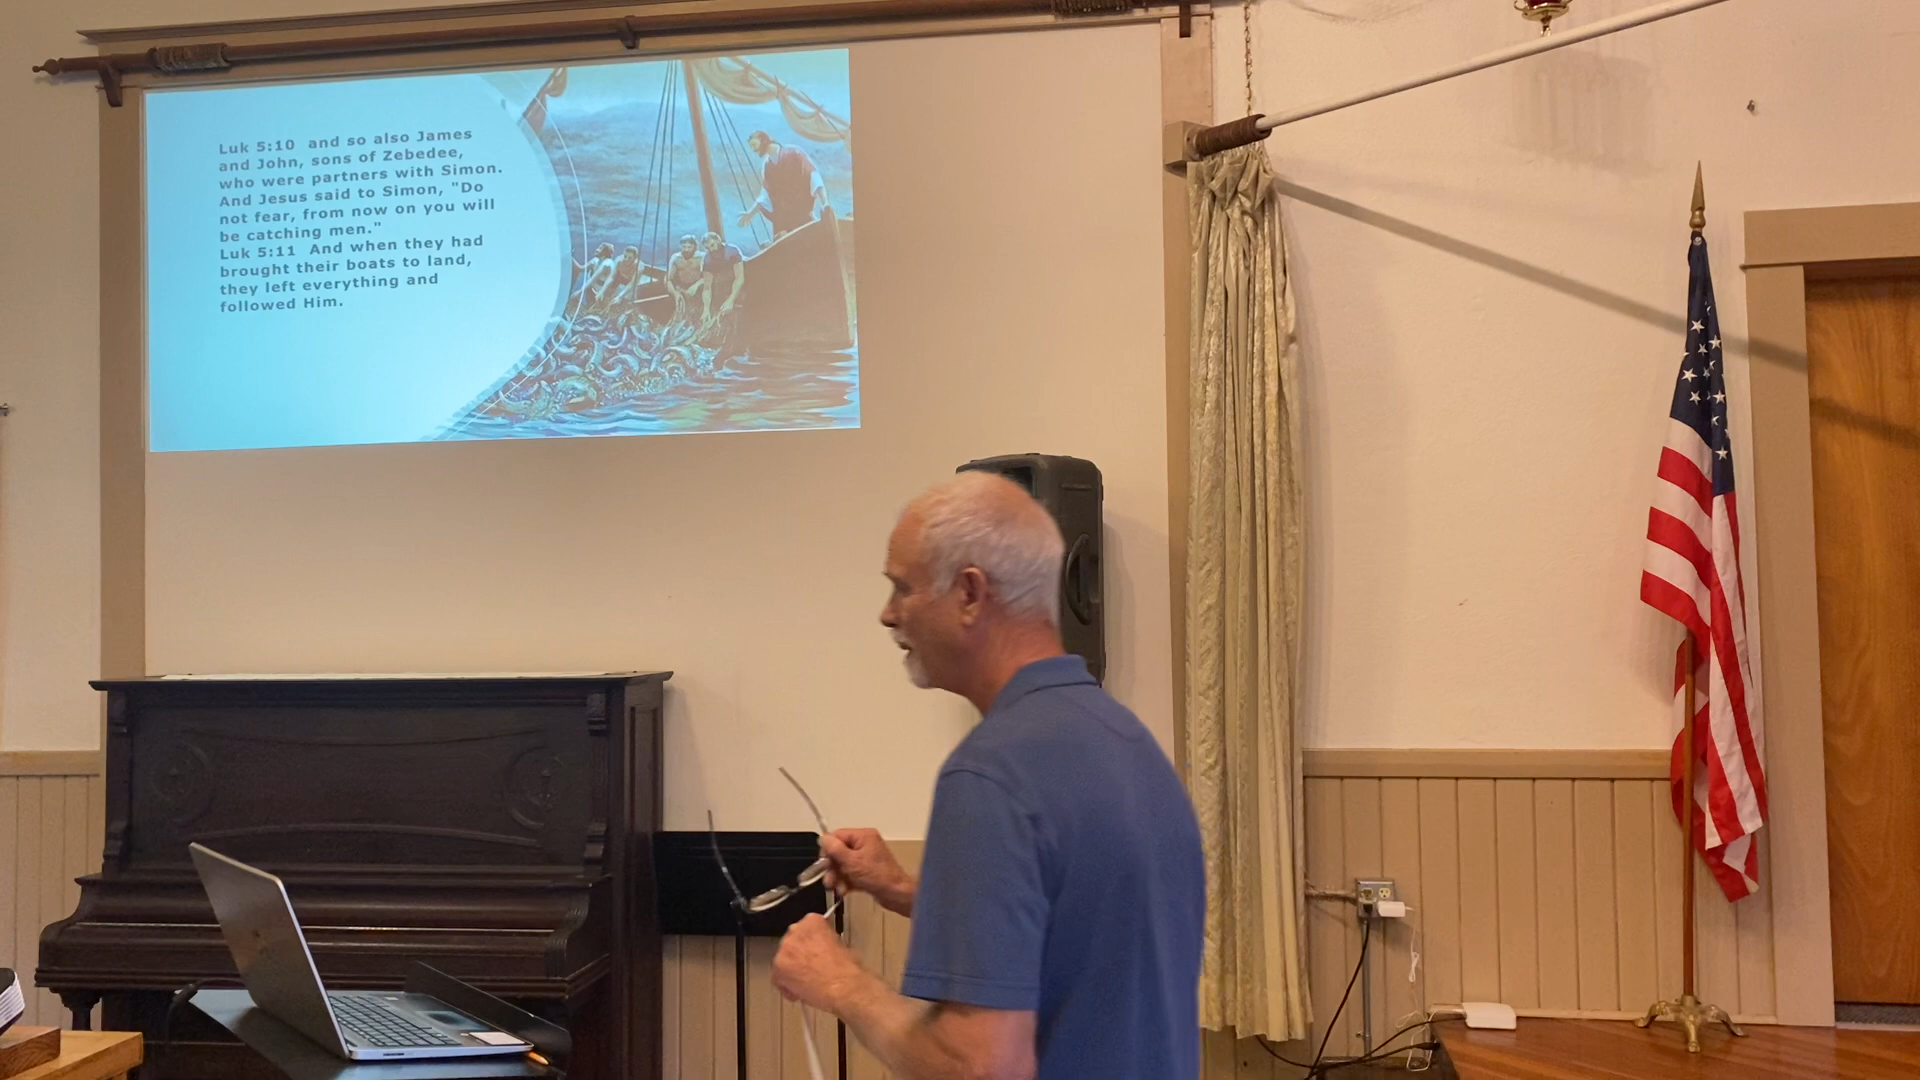 Luk 5:10  and so also James
and John, sons of Zebedee,
who were partners with Simon.
And Jesus said to Simon, "Do
not fear, from now on you will
be catching men."
Luk 5:11  And when they had
brought their boats to land,
they left everything and
followed Him.